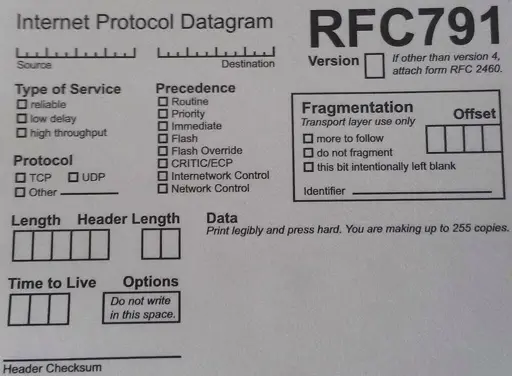 Internet Protocol Datagram
RFC791
Source
Destination
Version
If other than version 4,
attach form RFC 2460.
Type of Service
reliable
low delay
high throughput
Precedence
Routine
Priority
Immediate
Flash
Flash Override
CRITIC/ECP
Internetwork Control
Network Control
Protocol
TCP
UDP
Other
Fragmentation
Transport layer use only
Offset
more to follow
do not fragment
this bit intentionally left blank
Identifier
Length
Header Length
Data
Print legibly and press hard. You are making up to 255 copies.
Time to Live
Options
Do not write
in this space.
Header Checksum